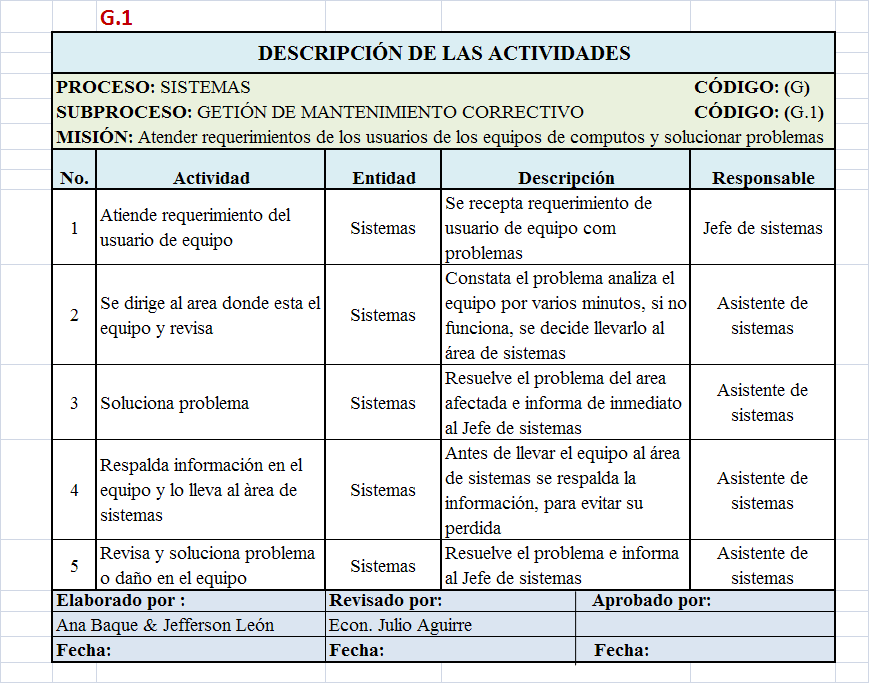 G.1
DESCRIPCIÓN DE LAS ACTIVIDADES
PROCESO: SISTEMAS CÓDIGO: (G)
SUBPROCESO: GETIÓN DE MANTENIMIENTO CORRECTIVO CÓDIGO: (G.1)
MISIÓN: Atender requerimientos de los usuarios de los equipos de computos y solucionar problemas
No. Actividad Entidad Descripción Responsable
1
Atiende requerimiento del
usuario de equipo
Sistemas
Se recepta requerimiento de
usuario de equipo com
problemas
Jefe de sistemas
2
Se dirige al area donde esta el
equipo y revisa
Sistemas
Constata el problema analiza el
equipo por varios minutos, si no
funciona, se decide llevarlo al
área de sistemas
Asistente de
sistemas
3
Soluciona problema
Sistemas
Resuelve el problema del area
afectada e informa de inmediato
al Jefe de sistemas
Asistente de
sistemas
4
Respalda información en el
equipo y lo lleva al àrea de
sistemas
Sistemas
Antes de llevar el equipo al área
de sistemas se respalda la
información, para evitar su
perdida
Asistente de
sistemas
5
Revisa y soluciona problema
o daño en el equipo
Sistemas
Resuelve el problema e informa
al Jefe de sistemas
Asistente de
sistemas
Elaborado por : Revisado por: Aprobado por:
Ana Baque & Jefferson León Econ. Julio Aguirre
Fecha: Fecha: Fecha: